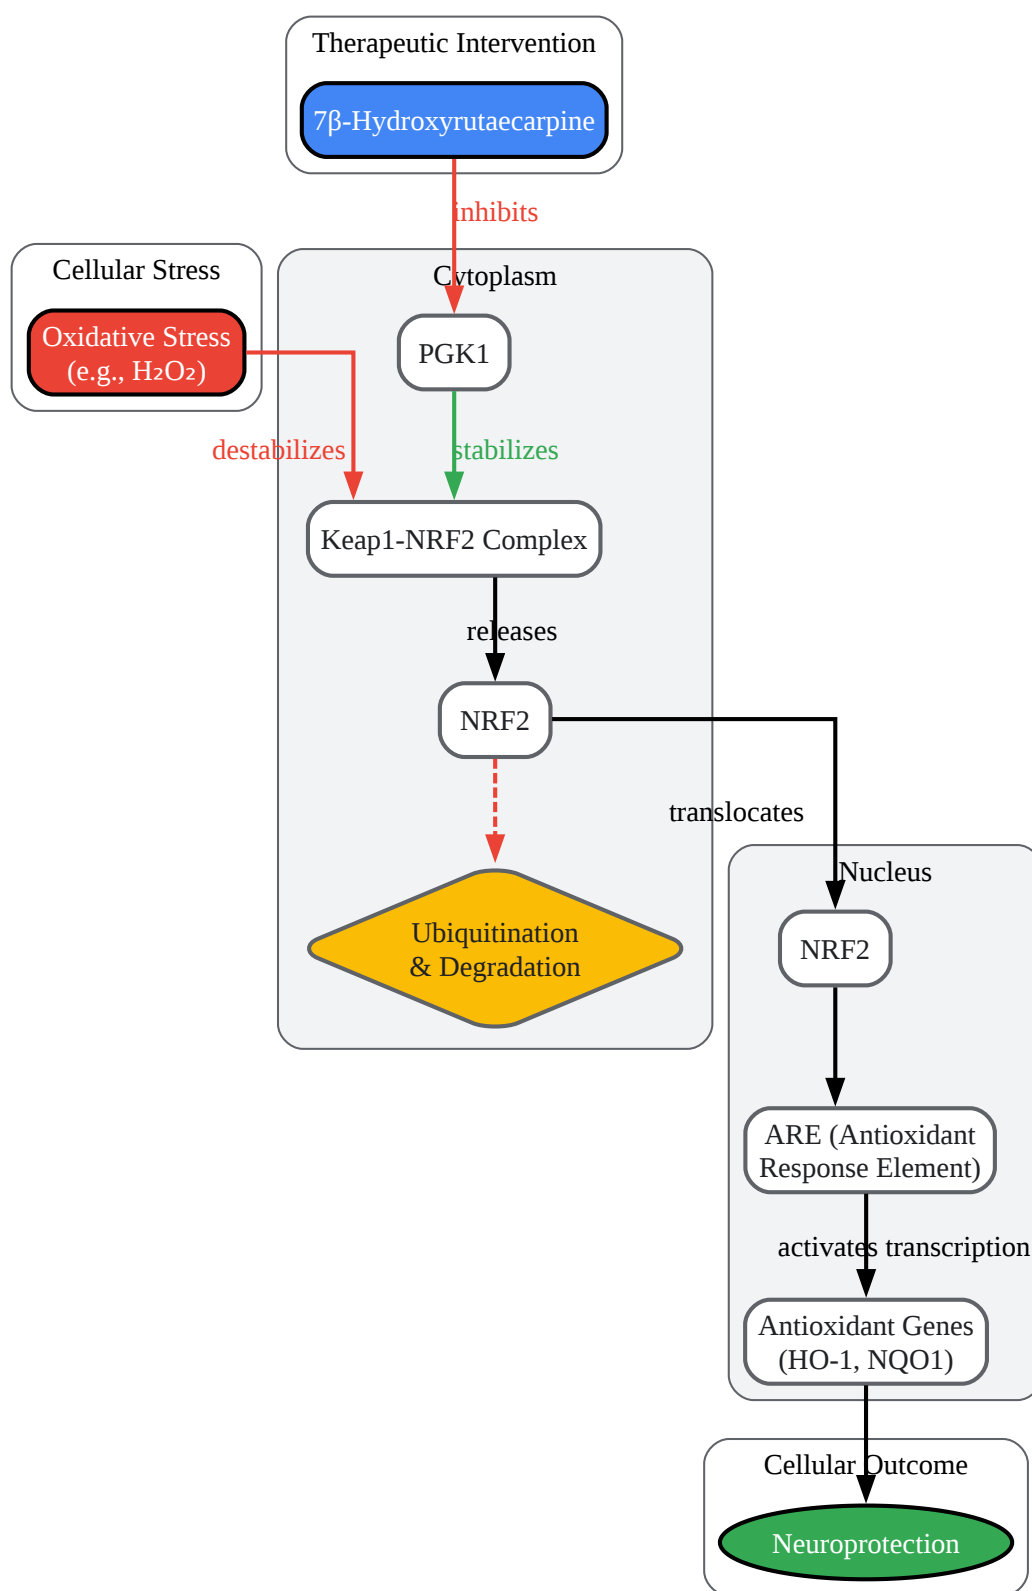 Therapeutic Intervention
7β-Hydroxyrutaecarpine
inhibits
Cellular Stress
Oxidative Stress
(e.g., H₂O₂)
Cytoplasm
PGK1
destabilizes
stabilizes
Keap1-NRF2 Complex
releases
NRF2
translocates
Ubiquitination
& Degradation
Nucleus
NRF2
ARE (Antioxidant
Response Element)
activates transcription
Antioxidant Genes
(HO-1, NQO1)
Cellular Outcome
Neuroprotection